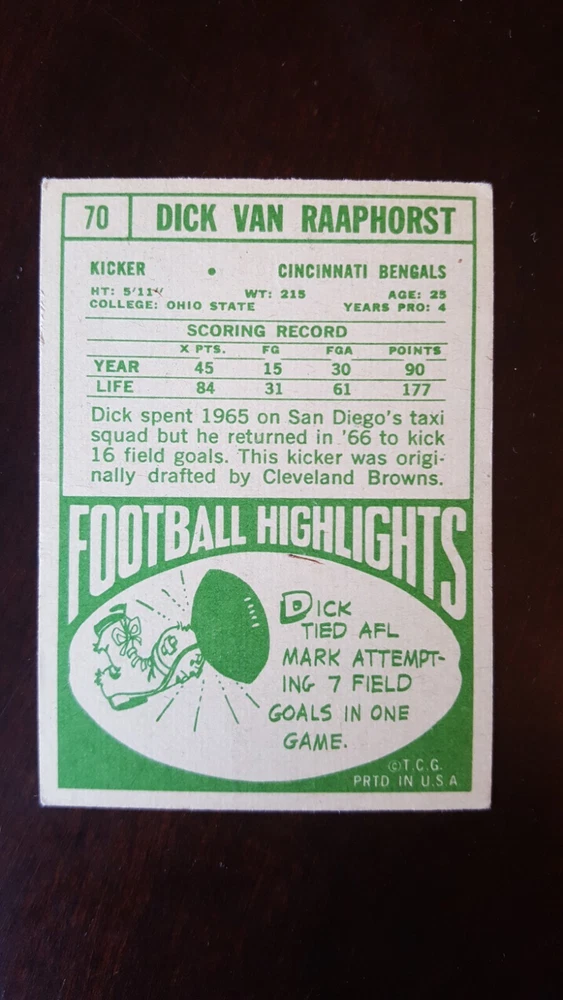 70 DICK VAN RAAPHORST
KICKER • CINCINNATI BENGALS
HT: 5'11" WT: 215 AGE: 25
COLLEGE: OHIO STATE YEARS PRO: 4
SCORING RECORD
X PTS. FG FGA POINTS
YEAR 45 15 30 90
LIFE 84 31 61 177
Dick spent 1965 on San Diego's taxi
squad but he returned in '66 to kick
16 field goals. This kicker was origi-
nally drafted by Cleveland Browns.
FOOTBALL HIGHLIGHTS
DICK
TIED AFL
MARK ATTEMPT-
ING 7 FIELD
GOALS IN ONE
GAME.
©T.C.G.
PRTD IN U.S.A